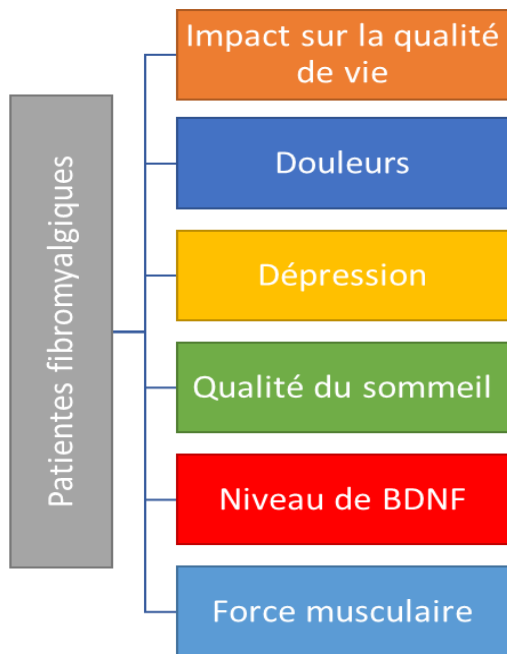 Patientes fibromyalgiques
Impact sur la qualité
de vie
Douleurs
Dépression
Qualité du sommeil
Niveau de BDNF
Force musculaire